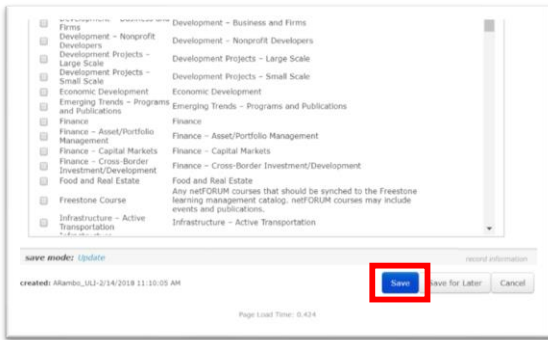 Firms Development – Business and Firms
Development – Nonprofit Developers Development – Nonprofit Developers
Development Projects – Large Scale Development Projects – Large Scale
Development Projects – Small Scale Development Projects – Small Scale
Economic Development Economic Development
Emerging Trends – Programs and Publications Emerging Trends – Programs and Publications
Finance Finance
Finance – Asset/Portfolio Management Finance – Asset/Portfolio Management
Finance – Capital Markets Finance – Capital Markets
Finance – Cross-Border Investment/Development Finance – Cross-Border Investment/Development
Food and Real Estate Food and Real Estate
Freestone Course Any netFORUM courses that should be synched to the Freestone learning management catalog. netFORUM courses may include events and publications.
Infrastructure – Active Transportation Infrastructure – Active Transportation
save mode: Update record information
created: ARambo_ULI-2/14/2018 11:10:05 AM Save Save for Later Cancel
Page Load Time: 0.424